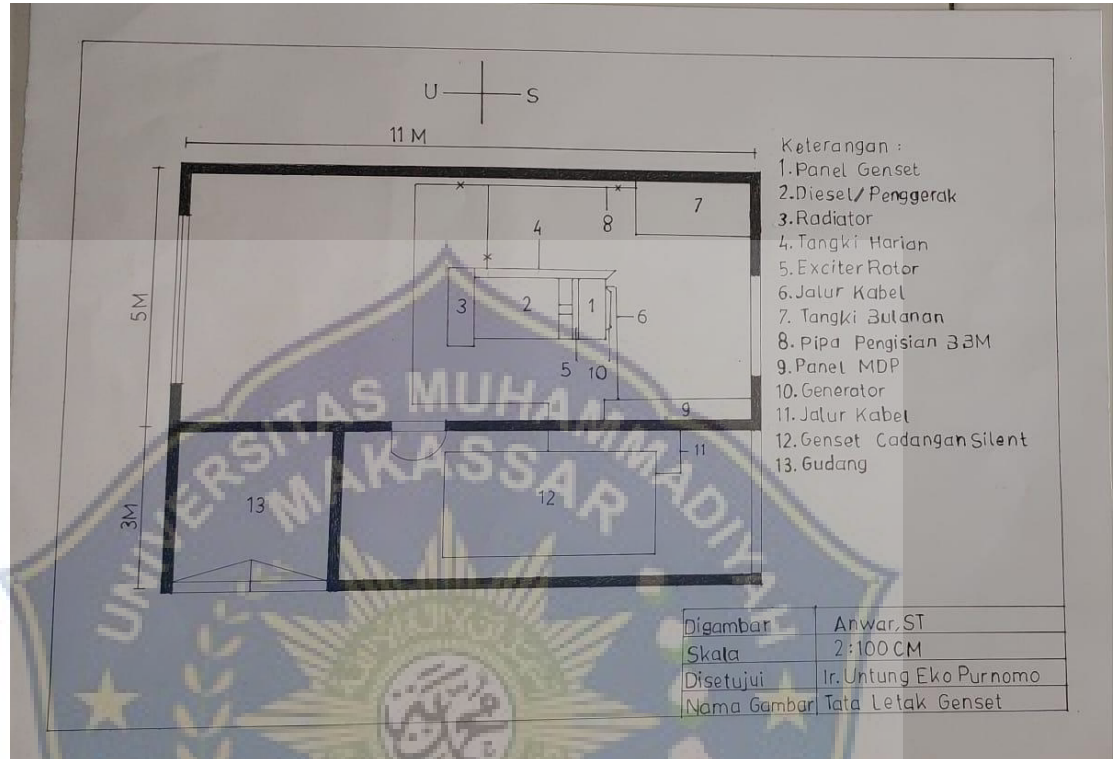 U S
11 M
5M
3M
1
2
3
4
5
6
7
8
9
10
11
12
13
Keterangan :
1. Panel Genset
2. Diesel/Penggerak
3. Radiator
4. Tangki Harian
5. Exciter Rotor
6. Jalur Kabel
7. Tangki Bulanan
8. Pipa Pengisian BBM
9. Panel MDP
10. Generator
11. Jalur Kabel
12. Genset Cadangan Silent
13. Gudang
Digambar Anwar, ST
Skala 2:100 CM
Disetujui Ir. Untung Eko Purnomo
Nama Gambar Tata Letak Genset
UNIVERSITAS MUHAMMADIYAH
MAKASSAR